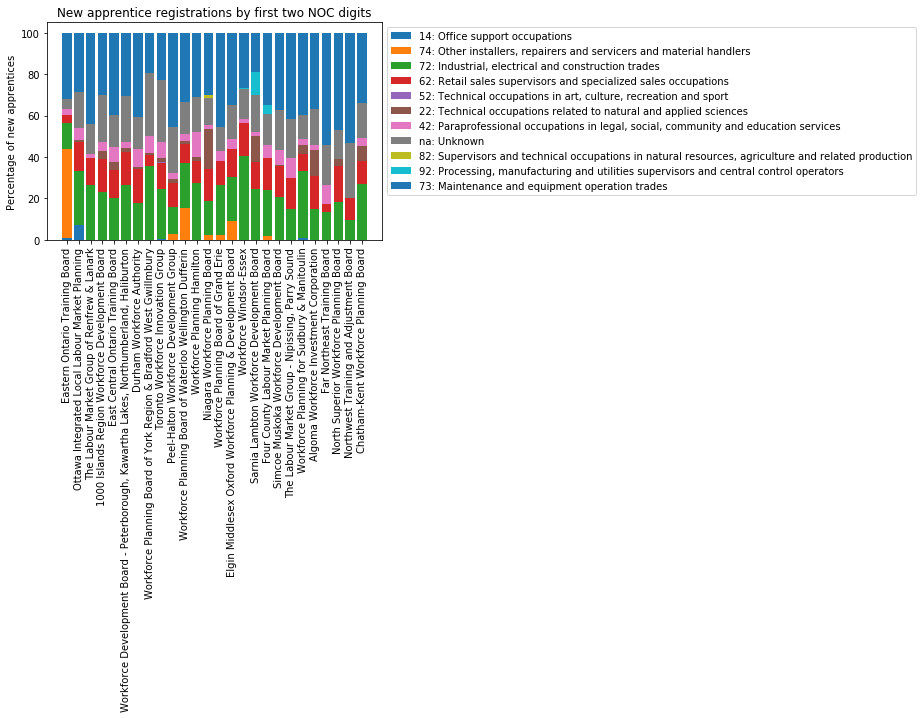 New apprentice registrations by first two NOC digits
Percentage of new apprentices
100
80
60
40
20
0
14: Office support occupations
74: Other installers, repairers and servicers and material handlers
72: Industrial, electrical and construction trades
62: Retail sales supervisors and specialized sales occupations
52: Technical occupations in art, culture, recreation and sport
22: Technical occupations related to natural and applied sciences
42: Paraprofessional occupations in legal, social, community and education services
na: Unknown
82: Supervisors and technical occupations in natural resources, agriculture and related production
92: Processing, manufacturing and utilities supervisors and central control operators
73: Maintenance and equipment operation trades
Eastern Ontario Training Board
Ottawa Integrated Local Labour Market Planning
The Labour Market Group of Renfrew & Lanark
1000 Islands Region Workforce Development Board
East Central Ontario Training Board
Workforce Development Board - Peterborough, Kawartha Lakes, Northumberland, Haliburton
Durham Workforce Authority
Workforce Planning Board of York Region & Bradford West Gwillimbury
Toronto Workforce Innovation Group
Peel-Halton Workforce Development Group
Workforce Planning Board of Waterloo Wellington Dufferin
Workforce Planning Hamilton
Niagara Workforce Planning Board
Workforce Planning Board of Grand Erie
Elgin Middlesex Oxford Workforce Planning & Development Board
Workforce Windsor-Essex
Sarnia Lambton Workforce Development Board
Four County Labour Market Planning Board
Simcoe Muskoka Workforce Development Board
The Labour Market Group - Nipissing, Parry Sound
Workforce Planning for Sudbury & Manitoulin
Algoma Workforce Investment Corporation
Far Northeast Training Board
North Superior Workforce Planning Board
Northwest Training and Adjustment Board
Chatham-Kent Workforce Planning Board